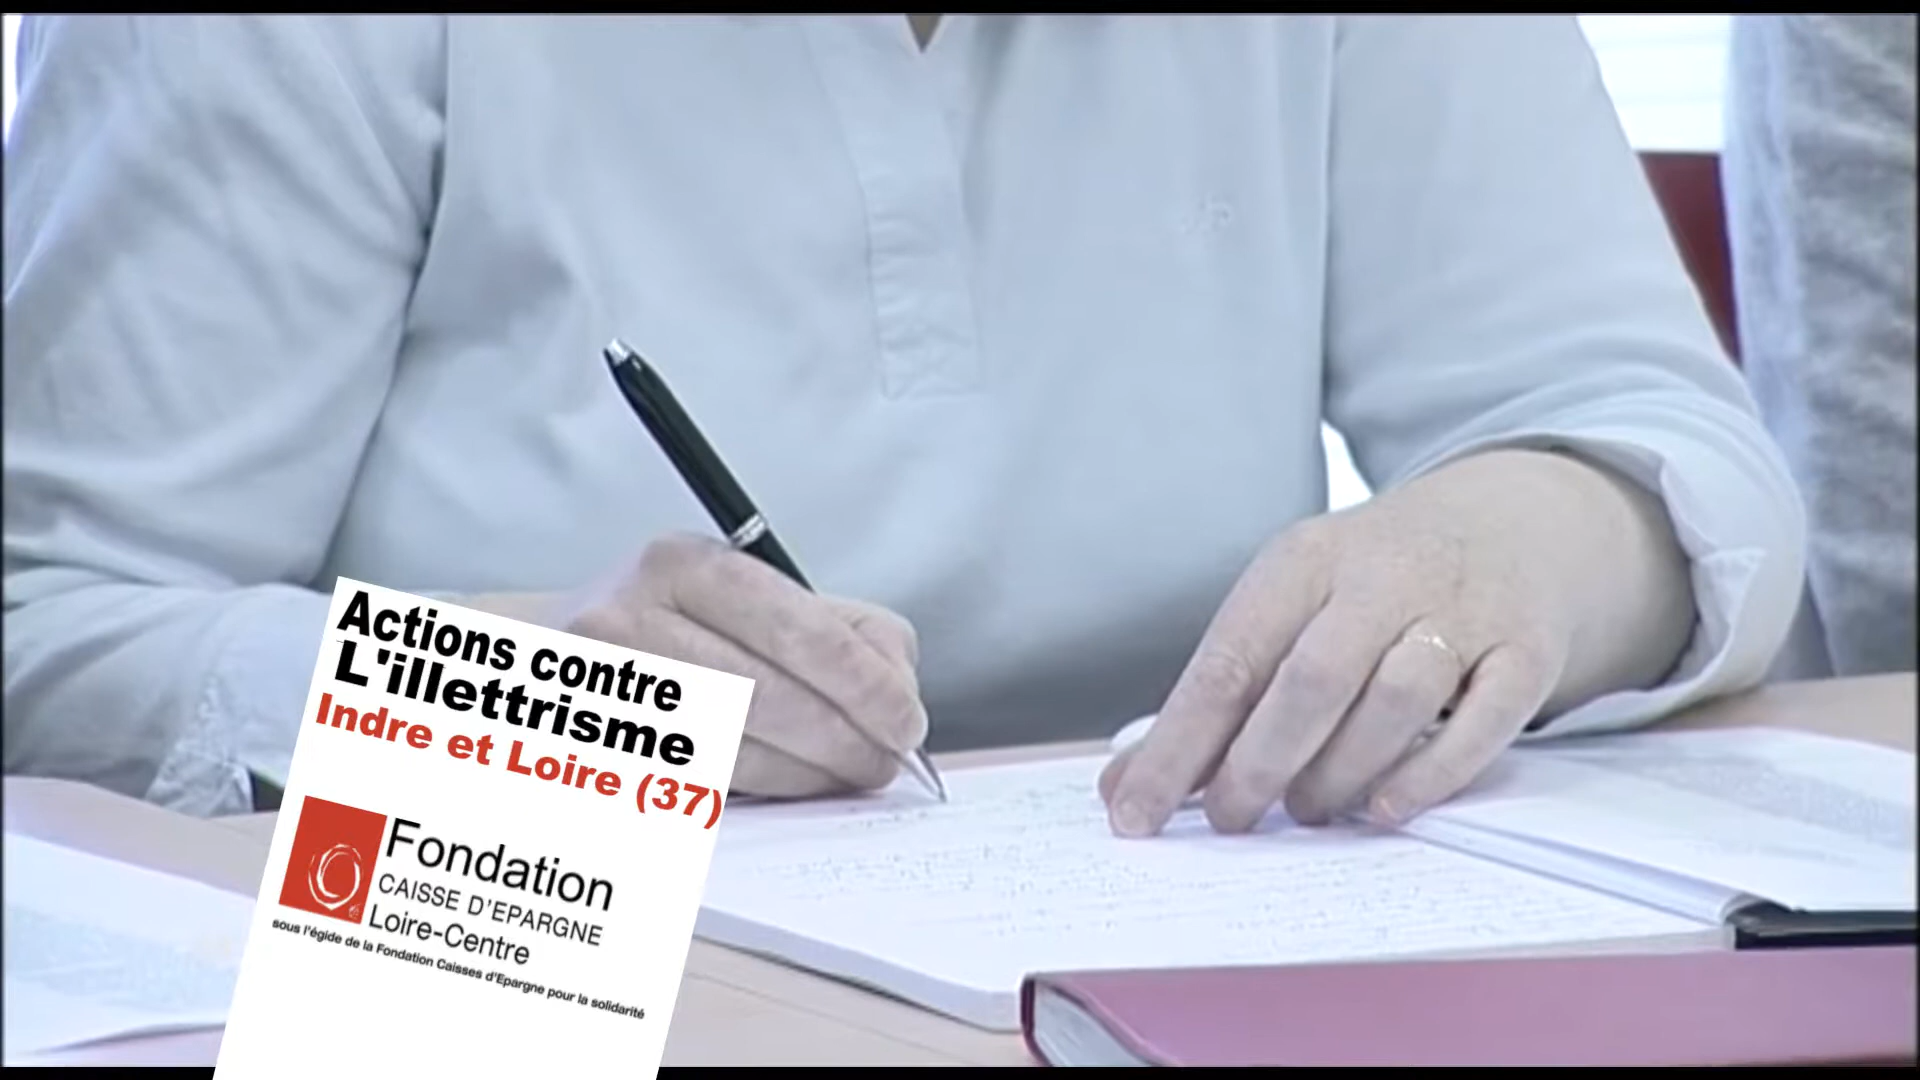 Actions contre
L'illettrisme
Indre et Loire (37)
Fondation
CAISSE D'EPARGNE
Loire-Centre
sous l'égide de la Fondation Caisses d'Epargne pour la solidarité